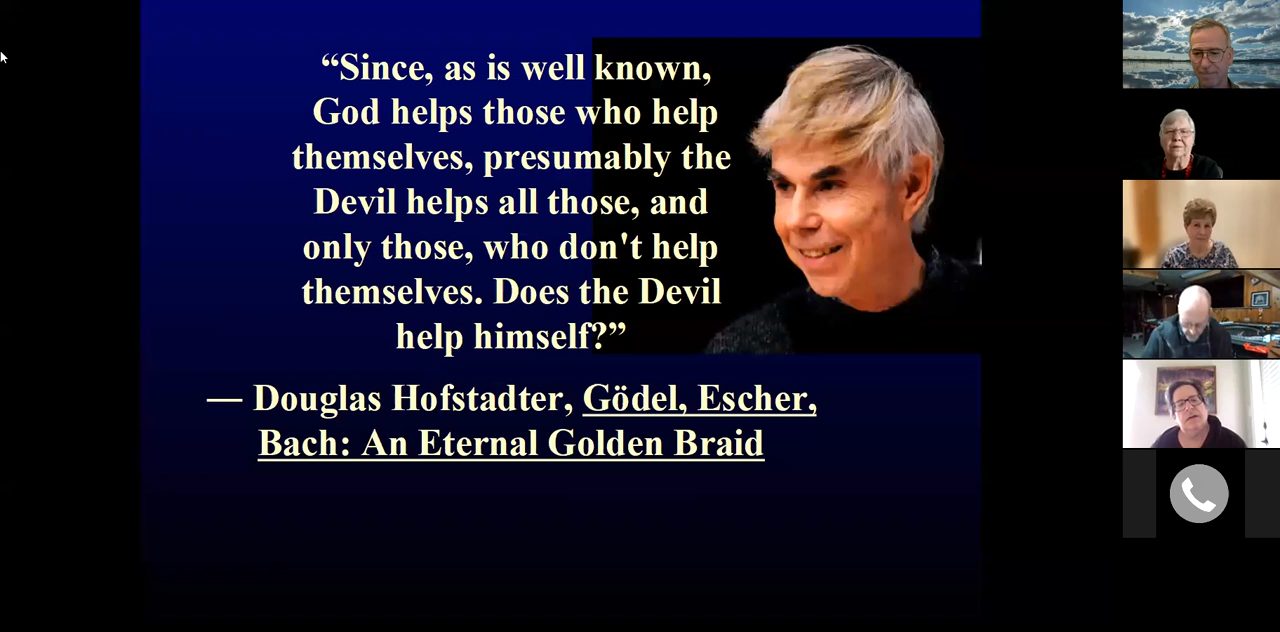 “Since, as is well known,
God helps those who help
themselves, presumably the
Devil helps all those, and
only those, who don't help
themselves. Does the Devil
help himself?”
— Douglas Hofstadter, Gödel, Escher,
Bach: An Eternal Golden Braid